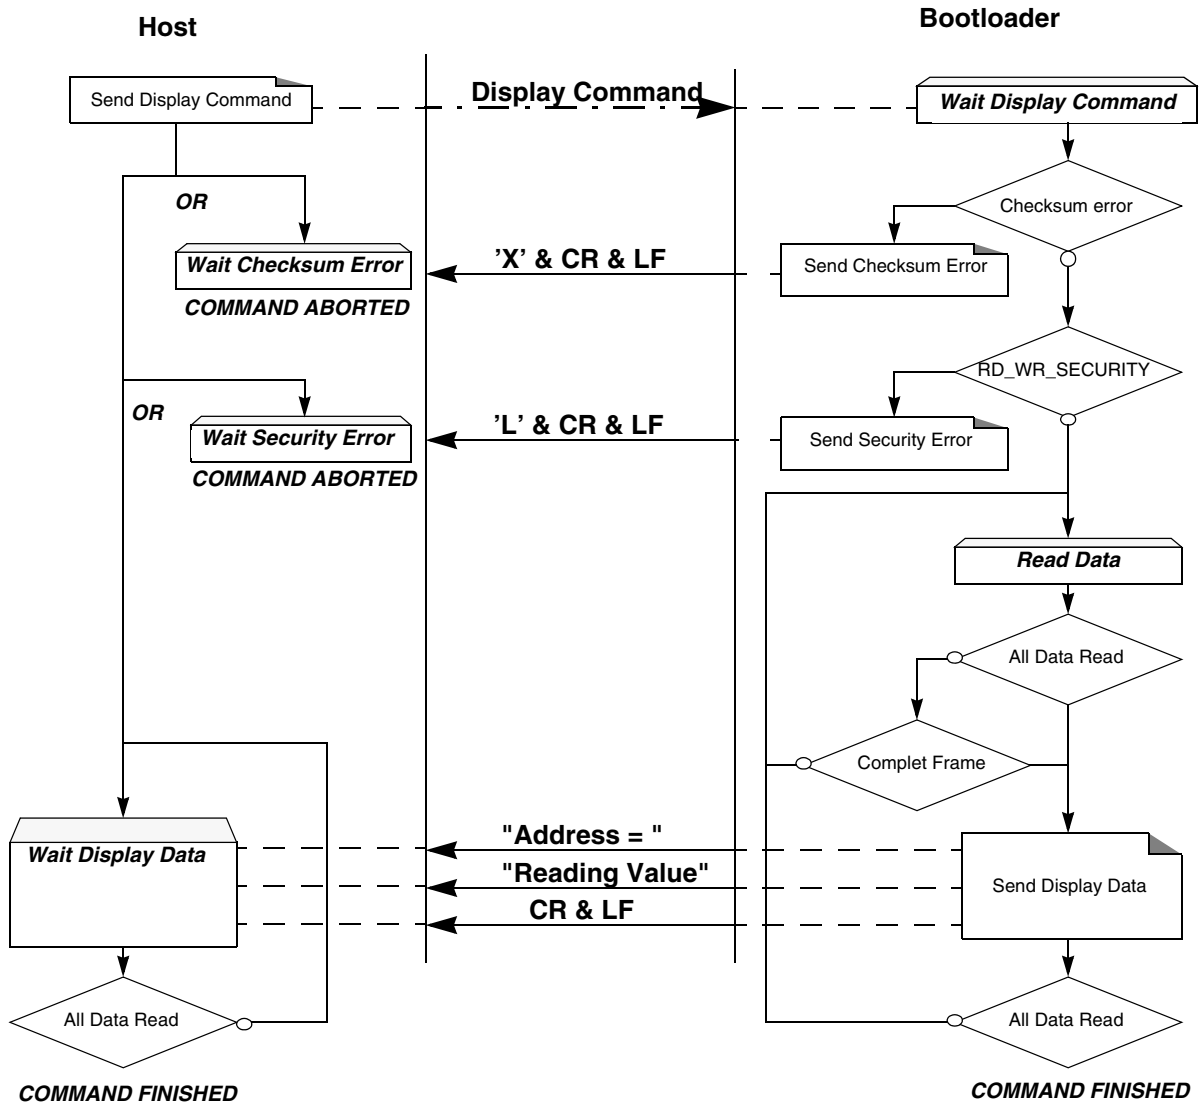 Host
Bootloader
Send Display Command
Display Command
Wait Display Command
OR
Checksum error
Wait Checksum Error
’X’ & CR & LF
Send Checksum Error
COMMAND ABORTED
RD_WR_SECURITY
OR
Wait Security Error
’L’ & CR & LF
Send Security Error
COMMAND ABORTED
Read Data
All Data Read
Complet Frame
Wait Display Data
"Address = "
"Reading Value"
CR & LF
Send Display Data
All Data Read
All Data Read
COMMAND FINISHED
COMMAND FINISHED